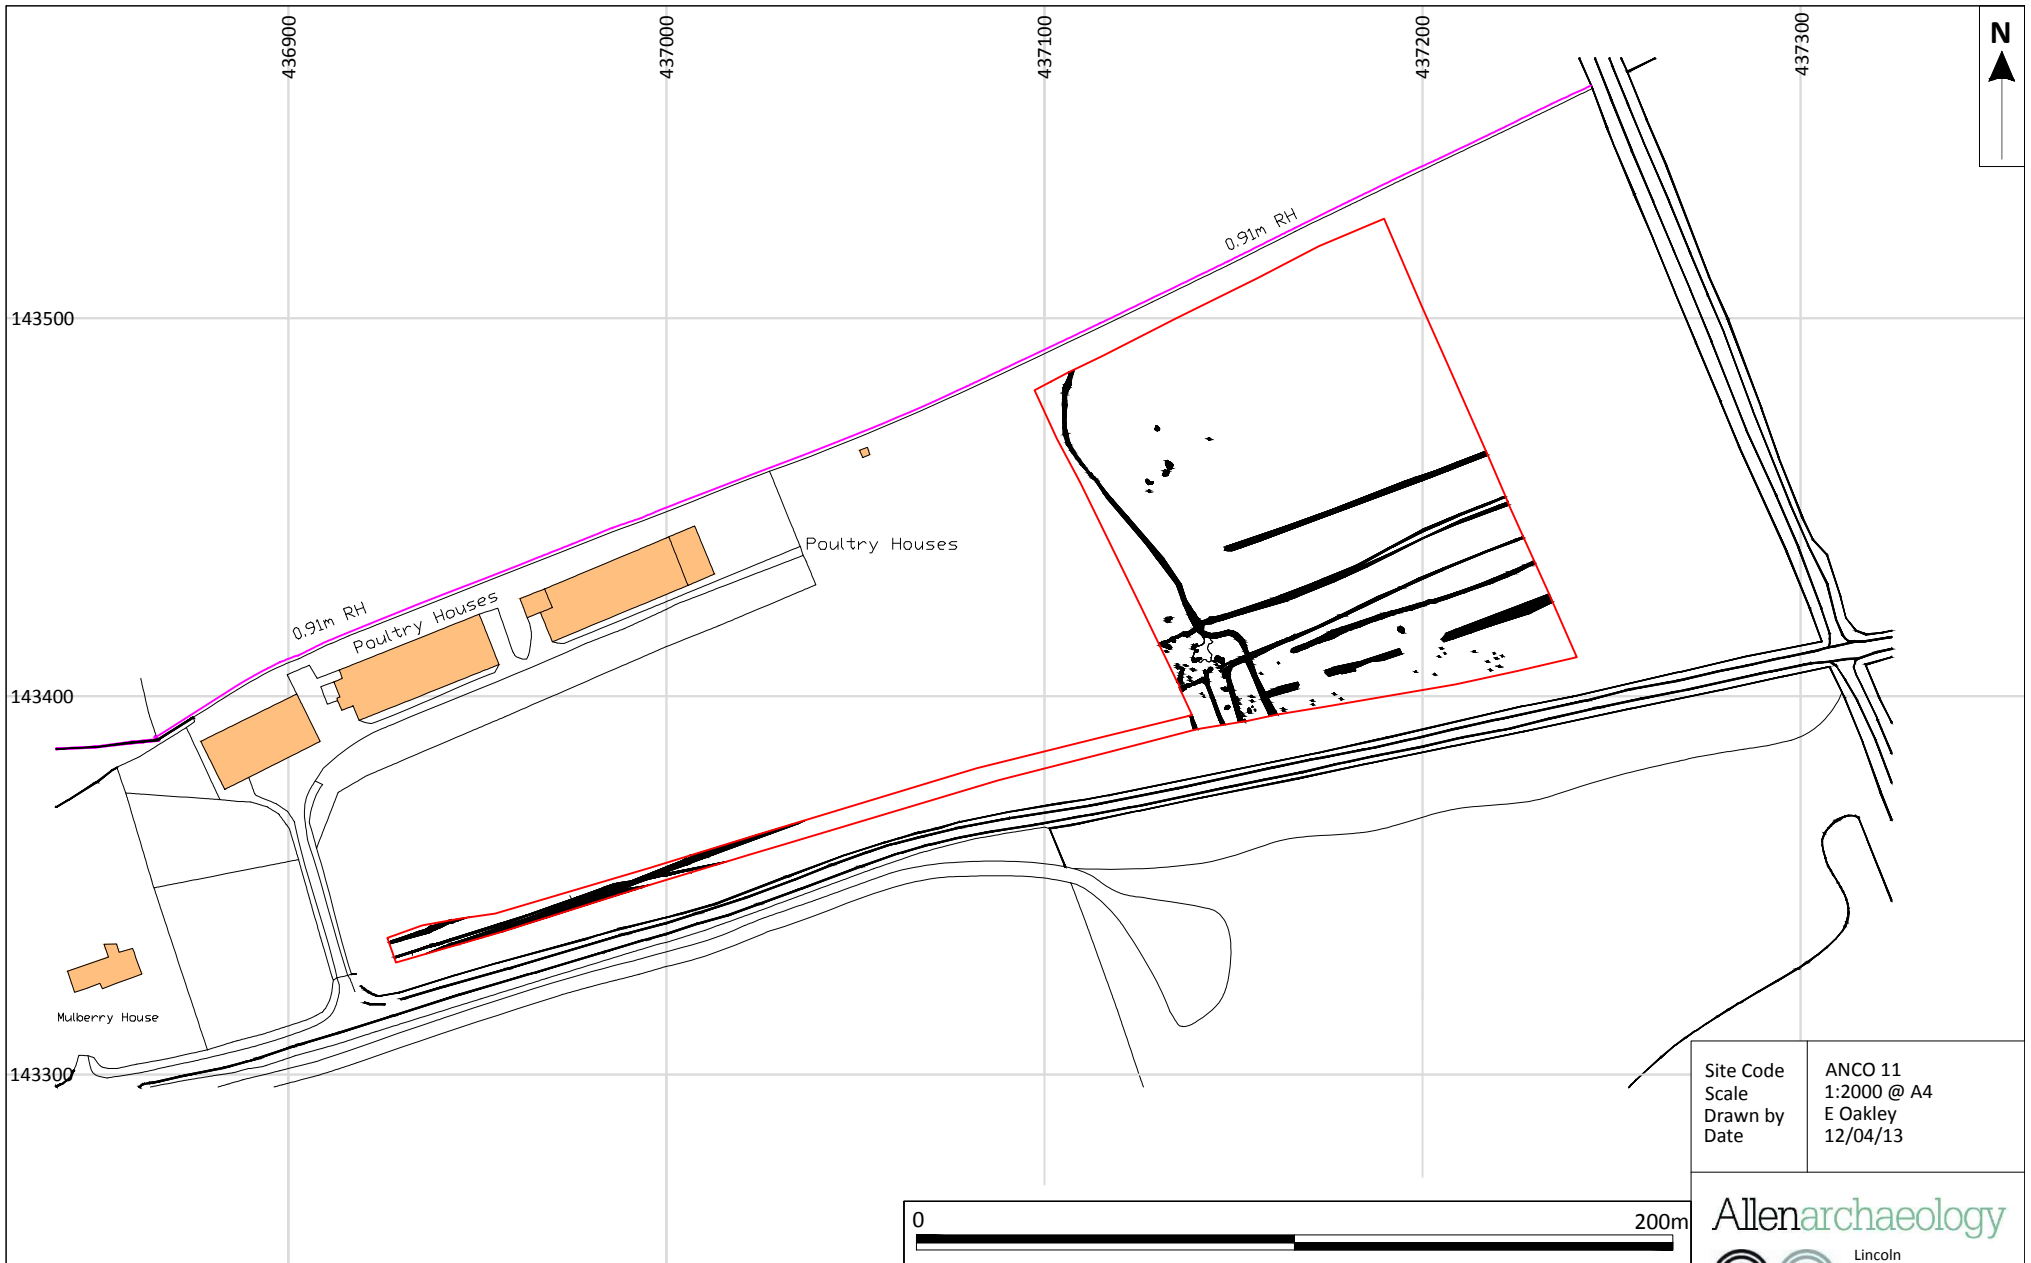 436900
437000
437100
437200
437300
N
0.91m RH
143500
Poultry Houses
0.91m RH
Poultry Houses
143400
Mulberry House
143300
Site Code ANCO 11
Scale 1:2000 @ A4
Drawn by E Oakley
Date 12/04/13
0 200m
Allenarchaeology
Lincoln